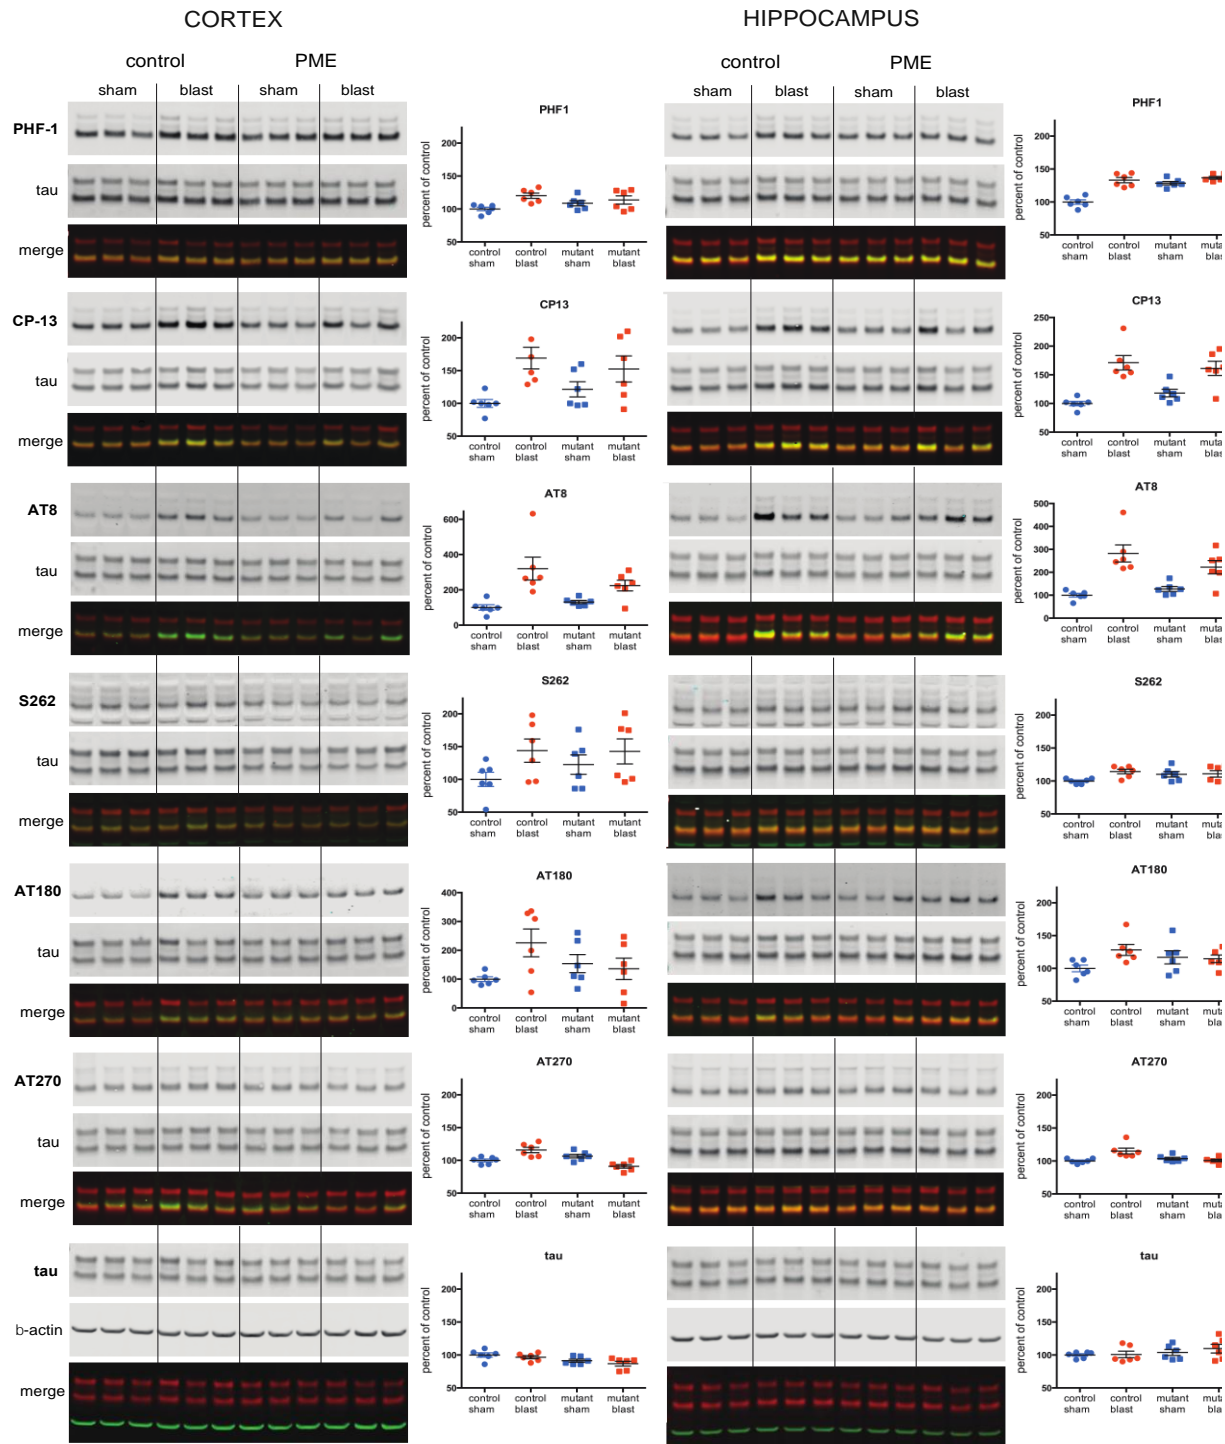 CORTEX
HIPPOCAMPUS
control PME
control PME
sham blast sham blast
sham blast sham blast
PHF-1
tau
merge
PHF1
percent of control
200
150
100
50
control sham
control blast
mutant sham
mutant blast
PHF1
percent of control
200
150
100
50
control sham
control blast
mutant sham
CP-13
tau
merge
CP13
percent of control
200
150
100
50
control sham
control blast
mutant sham
mutant blast
CP13
percent of control
250
200
150
100
50
control sham
control blast
mutant sham
AT8
tau
merge
AT8
percent of control
600
400
200
0
control sham
control blast
mutant sham
mutant blast
AT8
percent of control
500
400
300
200
100
0
control sham
control blast
mutant sham
S262
tau
merge
S262
percent of control
200
150
100
50
control sham
control blast
mutant sham
mutant blast
S262
percent of control
200
150
100
50
control sham
control blast
mutant sham
AT180
tau
merge
AT180
percent of control
400
300
200
100
0
control sham
control blast
mutant sham
mutant blast
AT180
percent of control
200
150
100
50
control sham
control blast
mutant sham
AT270
tau
merge
AT270
percent of control
200
150
100
50
control sham
control blast
mutant sham
mutant blast
AT270
percent of control
200
150
100
50
control sham
control blast
mutant sham
tau
b-actin
merge
tau
percent of control
200
150
100
50
control sham
control blast
mutant sham
mutant blast
tau
percent of control
200
150
100
50
control sham
control blast
mutant sham